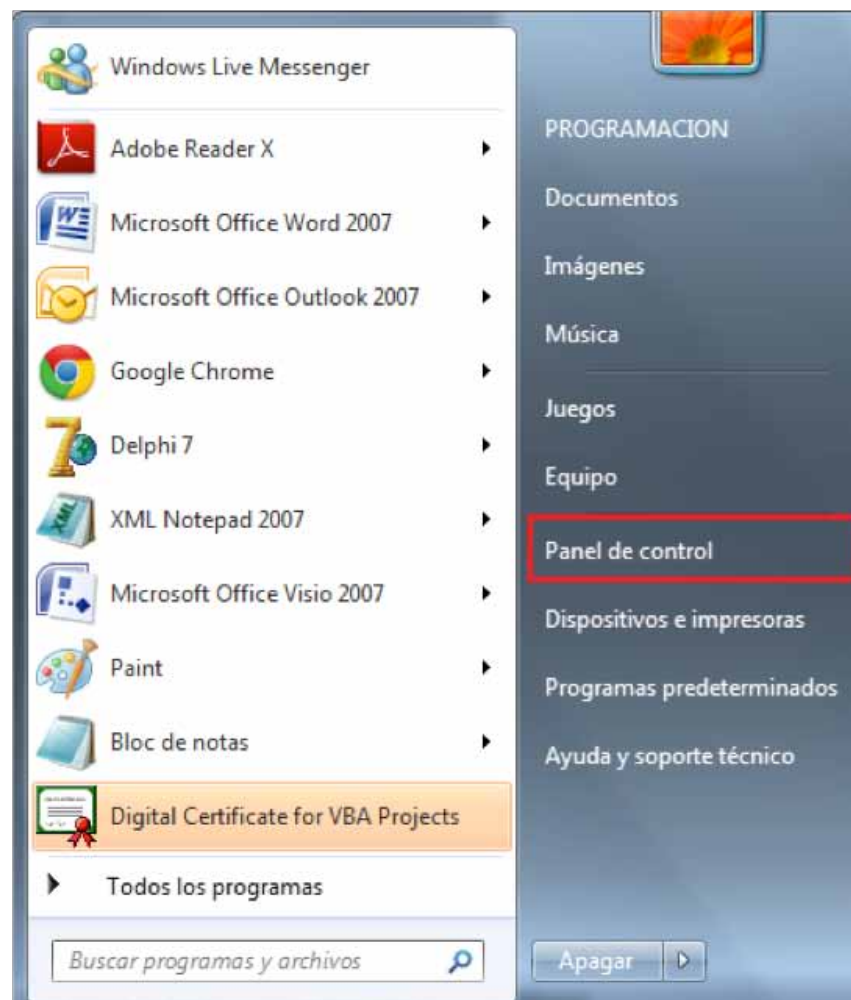 Windows Live Messenger
Adobe Reader X
Microsoft Office Word 2007
Microsoft Office Outlook 2007
Google Chrome
Delphi 7
XML Notepad 2007
Microsoft Office Visio 2007
Paint
Bloc de notas
Digital Certificate for VBA Projects
Todos los programas
Buscar programas y archivos
PROGRAMACION
Documentos
Imágenes
Música
Juegos
Equipo
Panel de control
Dispositivos e impresoras
Programas predeterminados
Ayuda y soporte técnico
Apagar